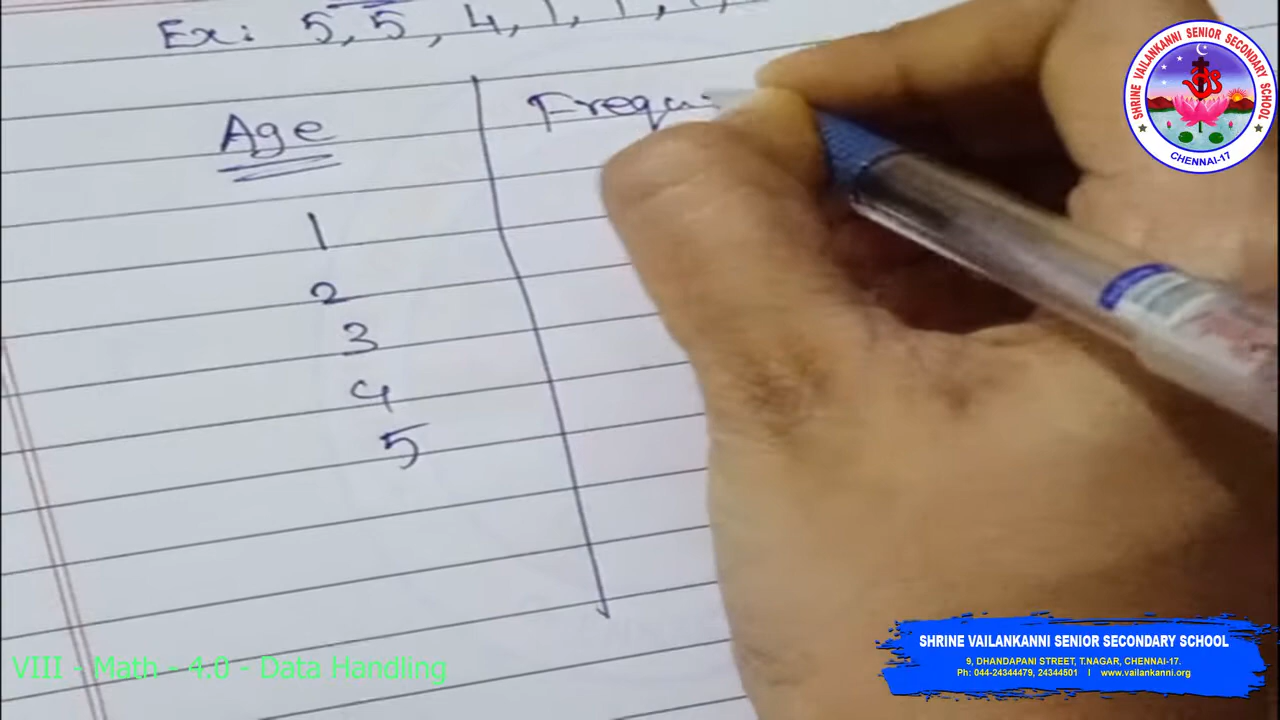 Ex: 5, 5, 4, 1, 1,
Age
1
2
3
4
5
SHRINE VAILANKANNI SENIOR SECONDARY SCHOOL
CHENNAI-17
VIII - Math - 4.0 - Data Handling
SHRINE VAILANKANNI SENIOR SECONDARY SCHOOL
9, DHANDAPANI STREET, T.NAGAR, CHENNAI-17.
Ph: 044-24344479, 24344501 I www.vailankanni.org